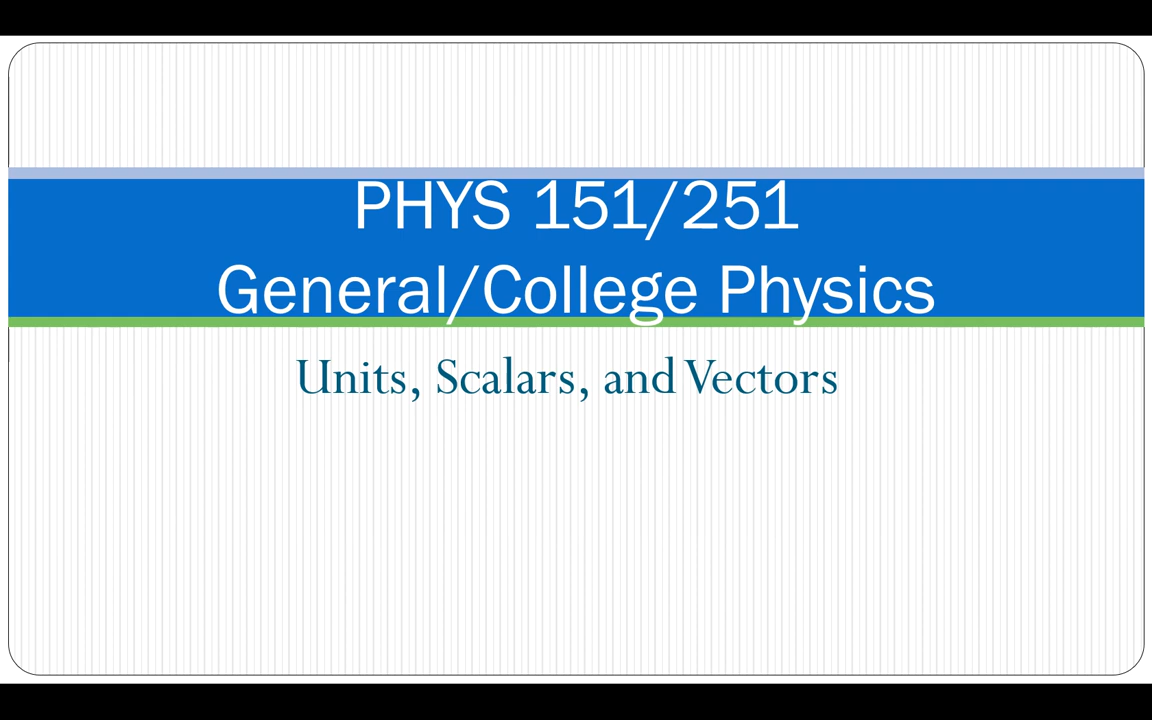 PHYS 151/251
General/College Physics
Units, Scalars, and Vectors